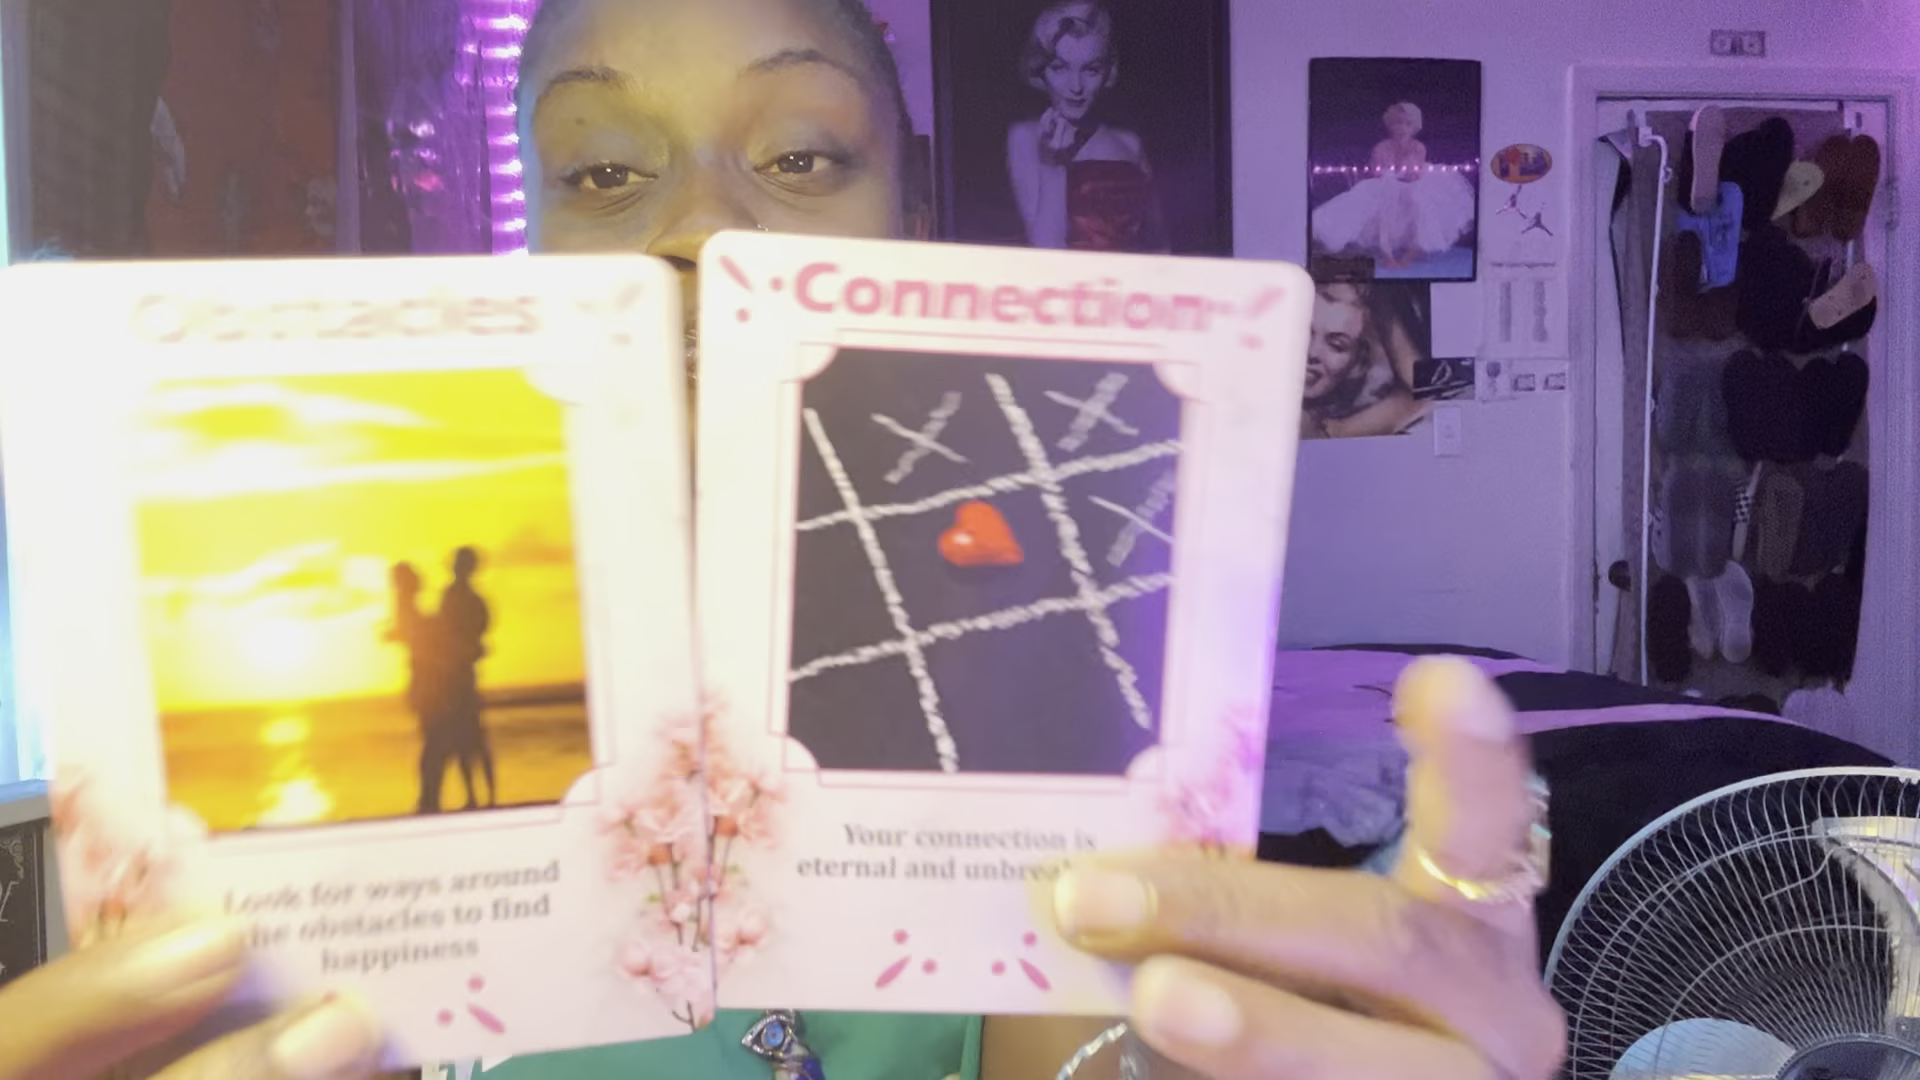 Obstacles
Look for ways around
the obstacles to find
happiness
Connection
Your connection is
eternal and